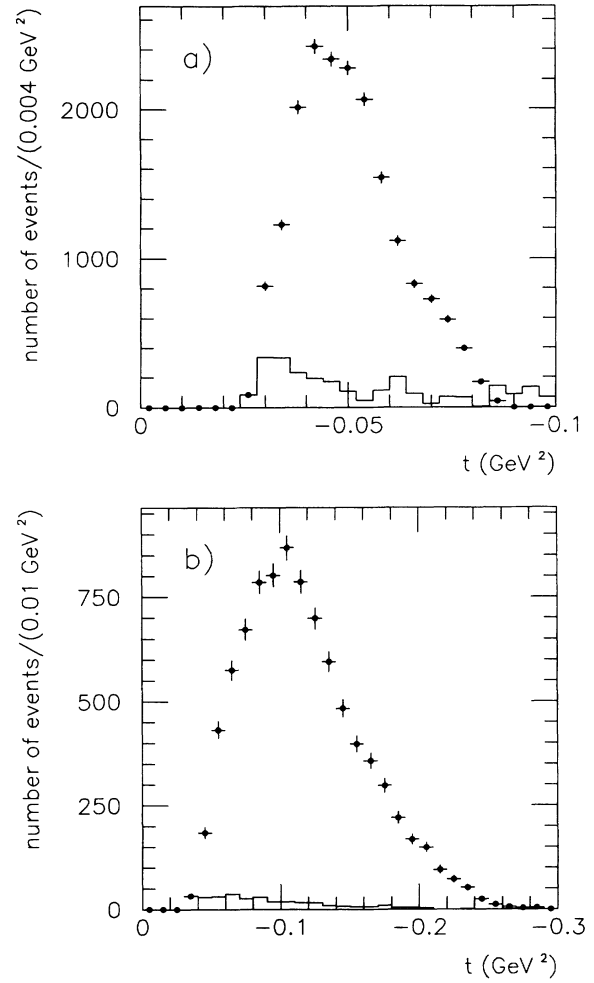 number of events/(0.004 GeV²)
a)
2000
1000
0
0
−0.05
−0.1
t (GeV²)
number of events/(0.01 GeV²)
b)
750
500
250
0
0
−0.1
−0.2
−0.3
t (GeV²)